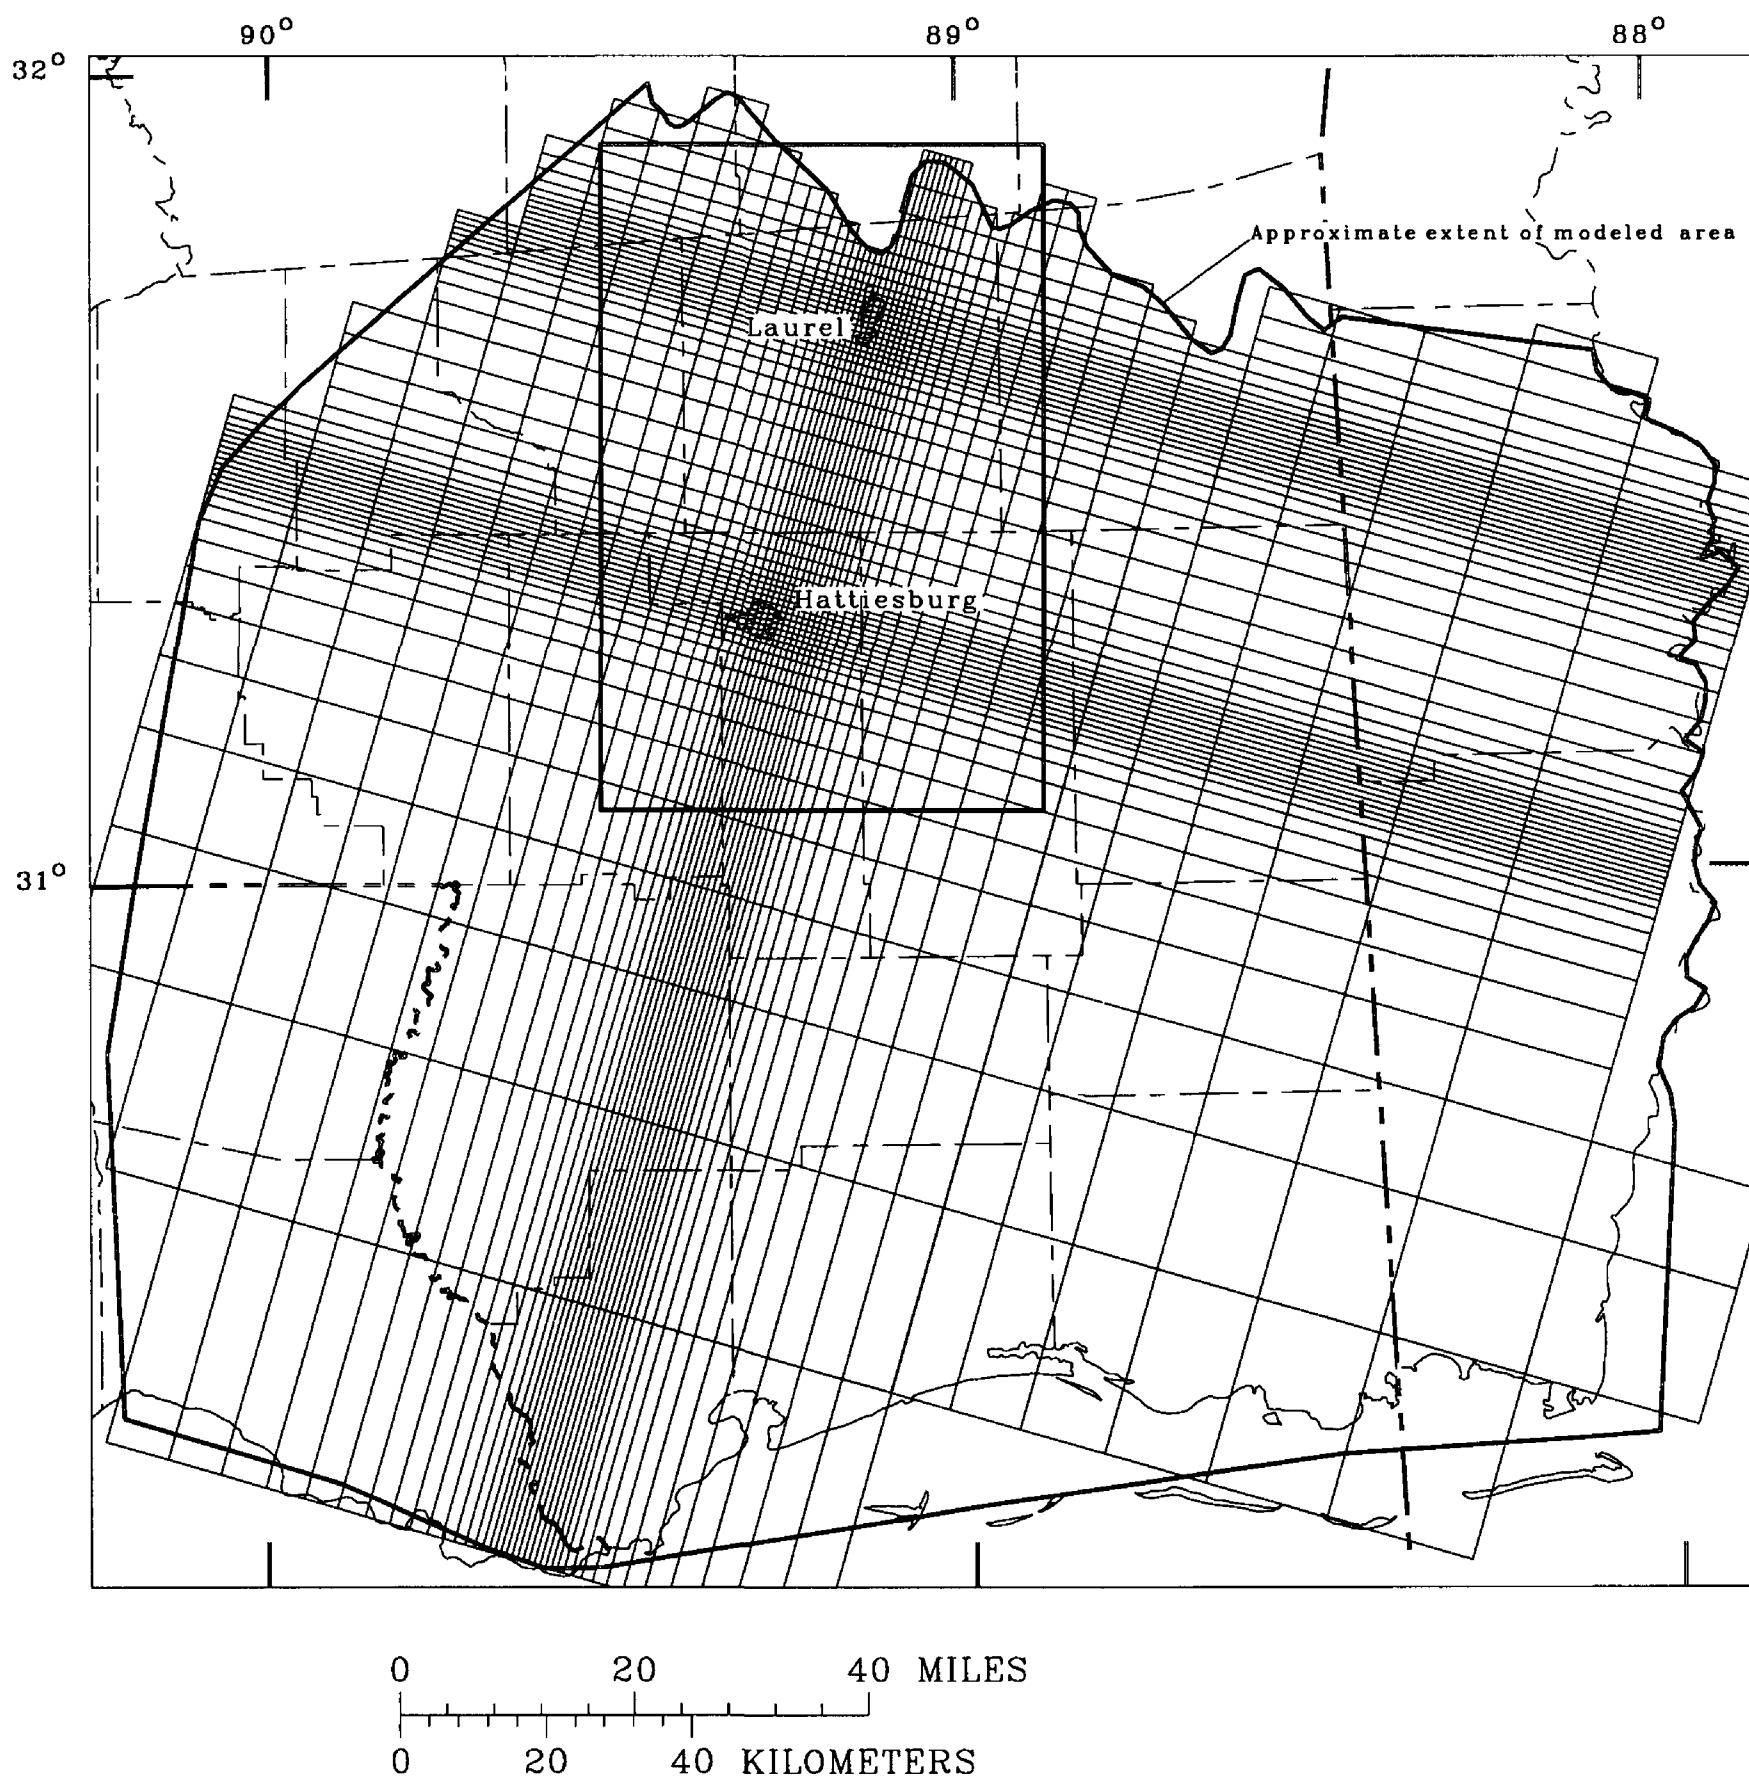 90° 89° 88°
32°
Approximate extent of modeled area
Laurel
Hattiesburg
31°
0 20 40 MILES
0 20 40 KILOMETERS